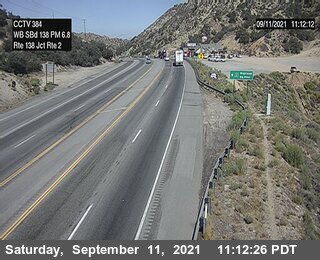 CCTV 384
WB SBd 138 PM 6.8
Rte 138 Jct Rte 2
09/11/2021 11:12:12
Saturday, September 11, 2021 11:12:26 PDT